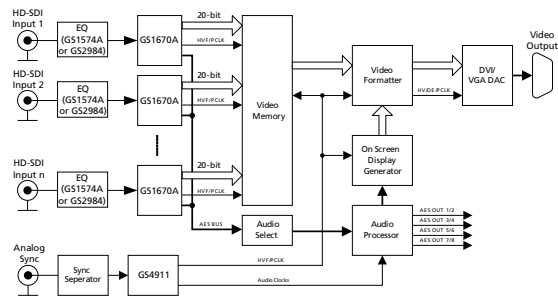 HD-SDI
Input 1
EQ
(GS1574A
or GS2984)
GS1670A
20-bit
HVF/PCLK
HD-SDI
Input 2
EQ
(GS1574A
or GS2984)
GS1670A
20-bit
HVF/PCLK
HD-SDI
Input n
EQ
(GS1574A
or GS2984)
GS1670A
20-bit
HVF/PCLK
Video
Memory
Video
Formatter
HV/DE/PCLK
DVI/
VGA DAC
Video
Output
On Screen
Display
Generator
AES BUS
Audio
Select
Audio
Processor
AES OUT 1/2
AES OUT 3/4
AES OUT 5/6
AES OUT 7/8
Analog
Sync
Sync
Seperator
GS4911
HVF/PCLK
Audio Clocks